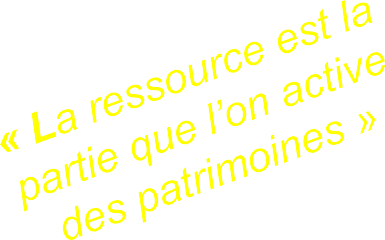 « La ressource est la
partie que l’on active
des patrimoines »